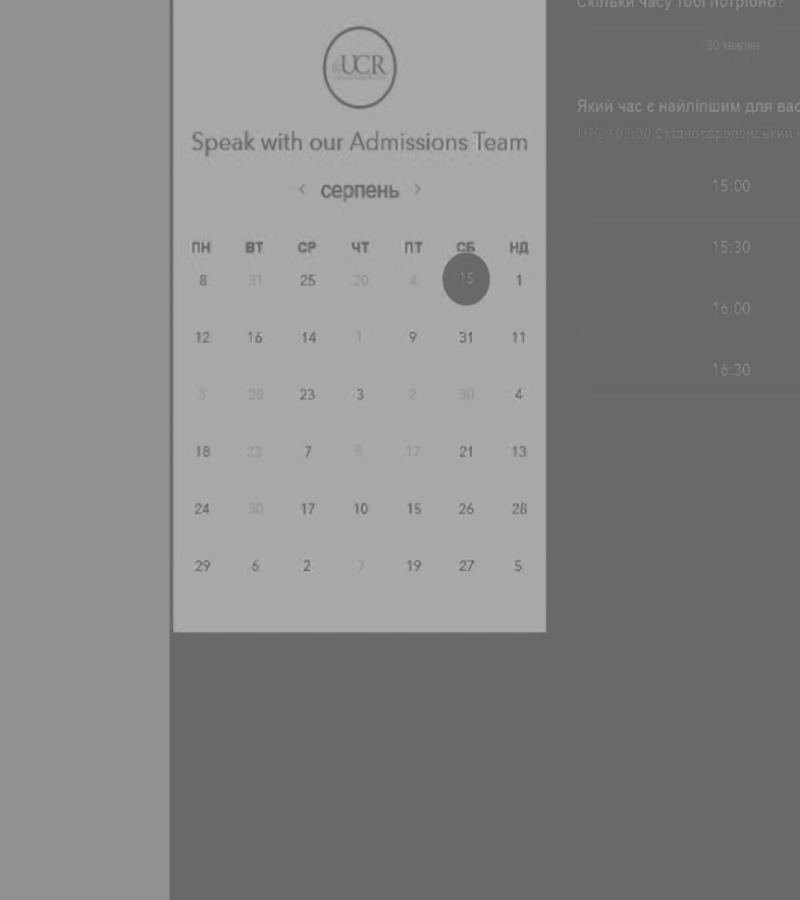 UCR
Speak with our Admissions Team
‹ серпень ›
ПН ВТ СР ЧТ ПТ СБ НД
8 31 25 20 4 15 1
12 16 14 1 9 31 11
3 28 23 3 2 30 4
18 23 7 5 17 21 13
24 30 17 10 15 26 28
29 6 2 7 19 27 5
Скільки часу тобі потрібно?
30 хвилин
Який час є найліпшим для вас
UTC +03:00 Східноєвропейський ч
15:00
15:30
16:00
16:30